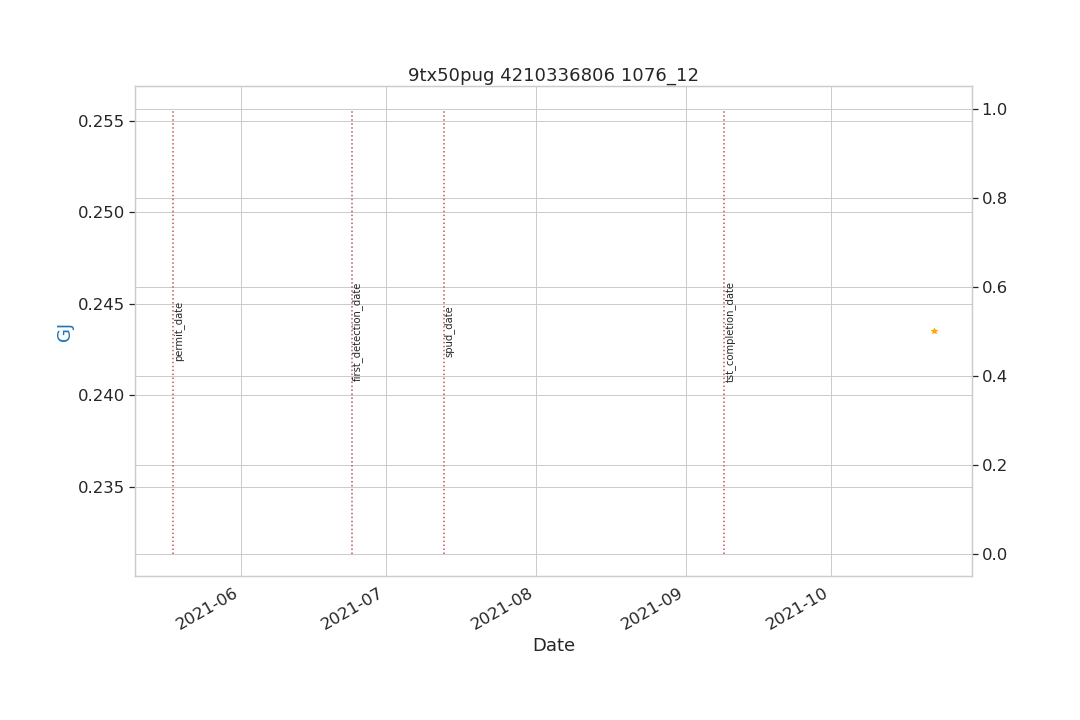 9tx50pug 4210336806 1076_12
0.255
0.250
0.245
0.240
0.235
GJ
1.0
0.8
0.6
0.4
0.2
0.0
permit_date
first_detection_date
spud_date
tst_completion_date
2021-06
2021-07
2021-08
2021-09
2021-10
Date